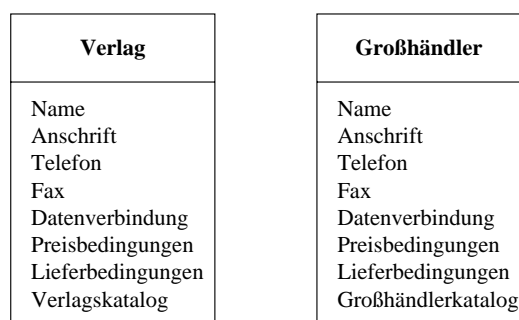 Verlag
Name
Anschrift
Telefon
Fax
Datenverbindung
Preisbedingungen
Lieferbedingungen
Verlagskatalog
Großhändler
Name
Anschrift
Telefon
Fax
Datenverbindung
Preisbedingungen
Lieferbedingungen
Großhändlerkatalog